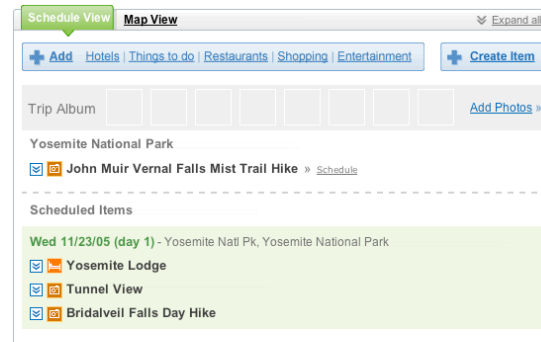 Schedule View Map View Expand all
Add Hotels | Things to do | Restaurants | Shopping | Entertainment Create Item
Trip Album Add Photos »
Yosemite National Park
John Muir Vernal Falls Mist Trail Hike » Schedule
Scheduled Items
Wed 11/23/05 (day 1) - Yosemite Natl Pk, Yosemite National Park
Yosemite Lodge
Tunnel View
Bridalveil Falls Day Hike